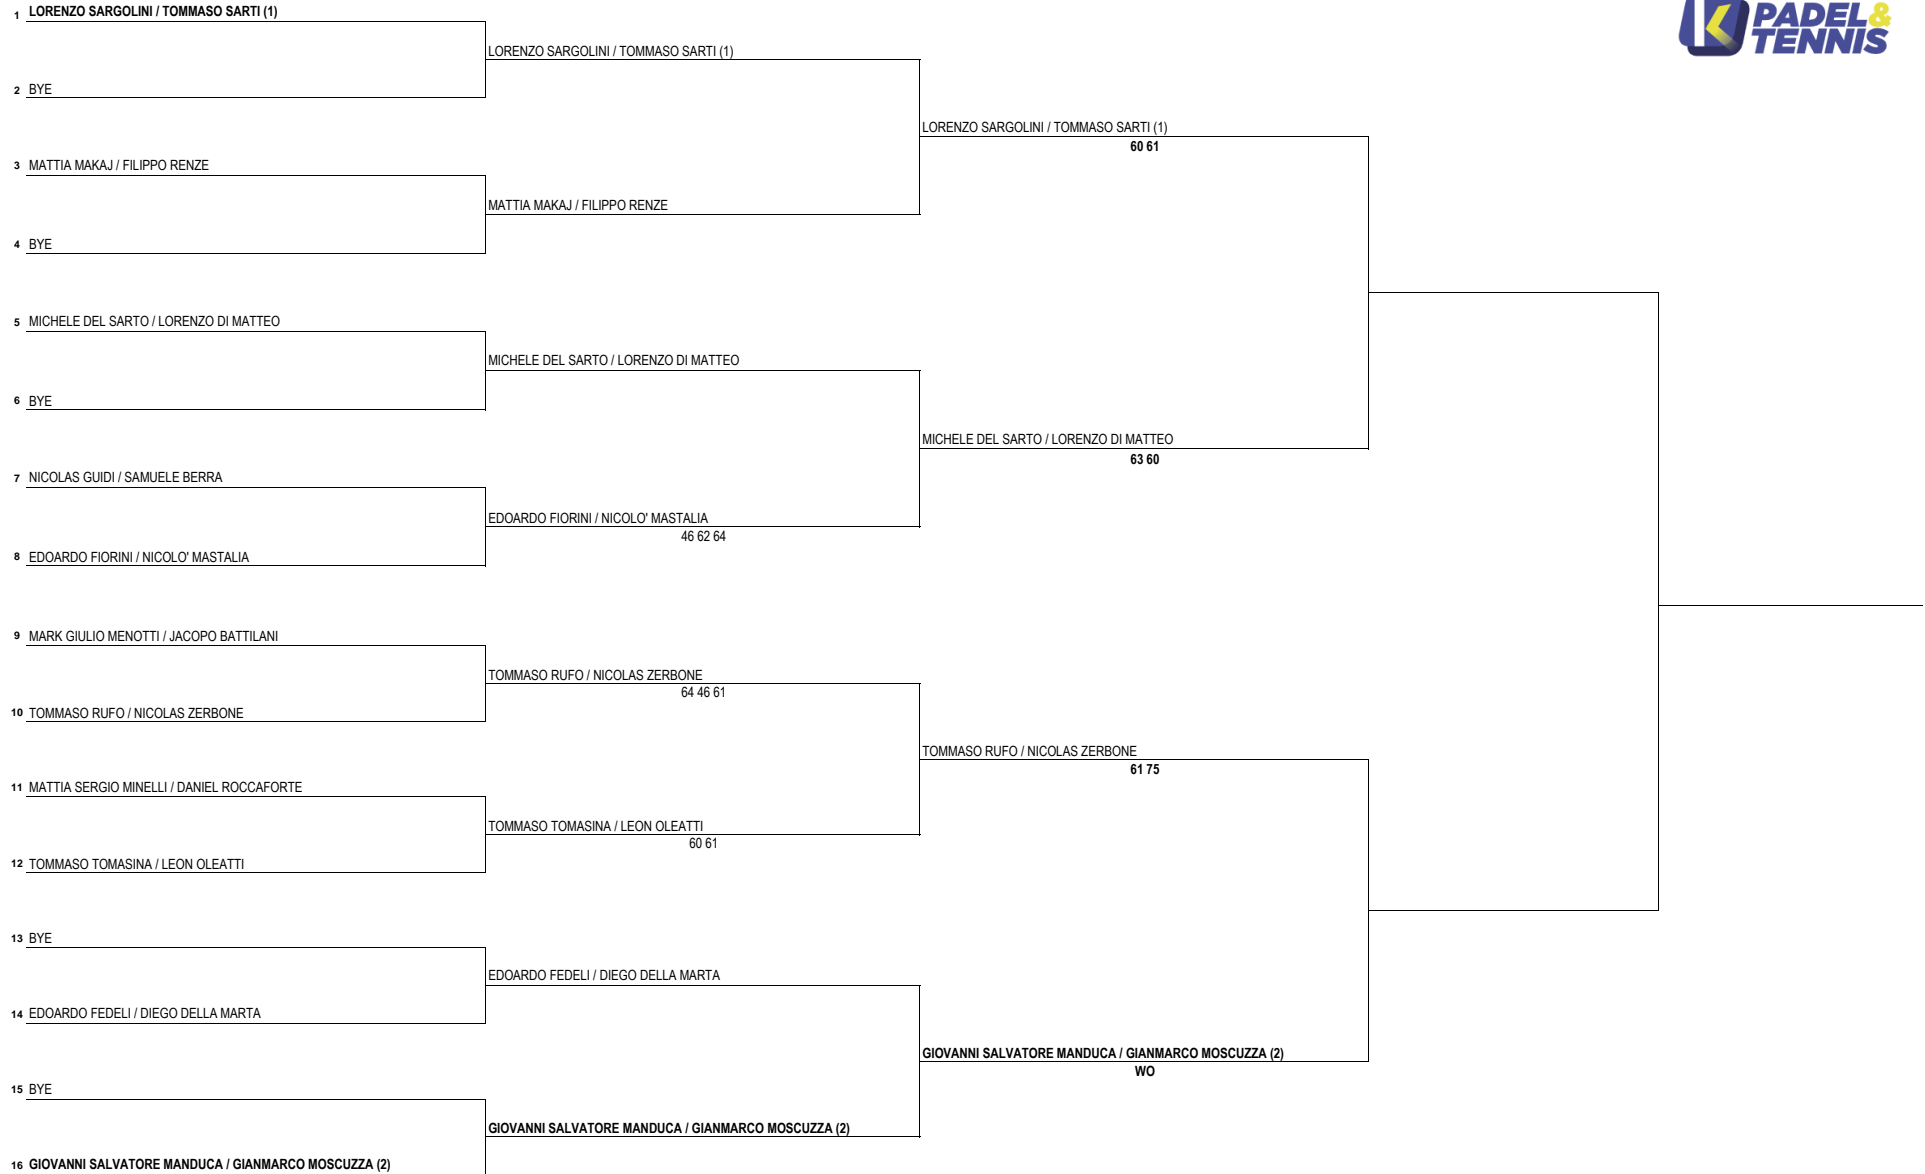 1 LORENZO SARGOLINI / TOMMASO SARTI (1)
2 BYE
3 MATTIA MAKAJ / FILIPPO RENZE
4 BYE
5 MICHELE DEL SARTO / LORENZO DI MATTEO
6 BYE
7 NICOLAS GUIDI / SAMUELE BERRA
8 EDOARDO FIORINI / NICOLO' MASTALIA
9 MARK GIULIO MENOTTI / JACOPO BATTILANI
10 TOMMASO RUFO / NICOLAS ZERBONE
11 MATTIA SERGIO MINELLI / DANIEL ROCCAFORTE
12 TOMMASO TOMASINA / LEON OLEATTI
13 BYE
14 EDOARDO FEDELI / DIEGO DELLA MARTA
15 BYE
16 GIOVANNI SALVATORE MANDUCA / GIANMARCO MOSCUZZA (2)
LORENZO SARGOLINI / TOMMASO SARTI (1)
MATTIA MAKAJ / FILIPPO RENZE
MICHELE DEL SARTO / LORENZO DI MATTEO
EDOARDO FIORINI / NICOLO' MASTALIA
46 62 64
TOMMASO RUFO / NICOLAS ZERBONE
64 46 61
TOMMASO TOMASINA / LEON OLEATTI
60 61
EDOARDO FEDELI / DIEGO DELLA MARTA
GIOVANNI SALVATORE MANDUCA / GIANMARCO MOSCUZZA (2)
LORENZO SARGOLINI / TOMMASO SARTI (1)
60 61
MICHELE DEL SARTO / LORENZO DI MATTEO
63 60
TOMMASO RUFO / NICOLAS ZERBONE
61 75
GIOVANNI SALVATORE MANDUCA / GIANMARCO MOSCUZZA (2)
WO
K PADEL&
TENNIS